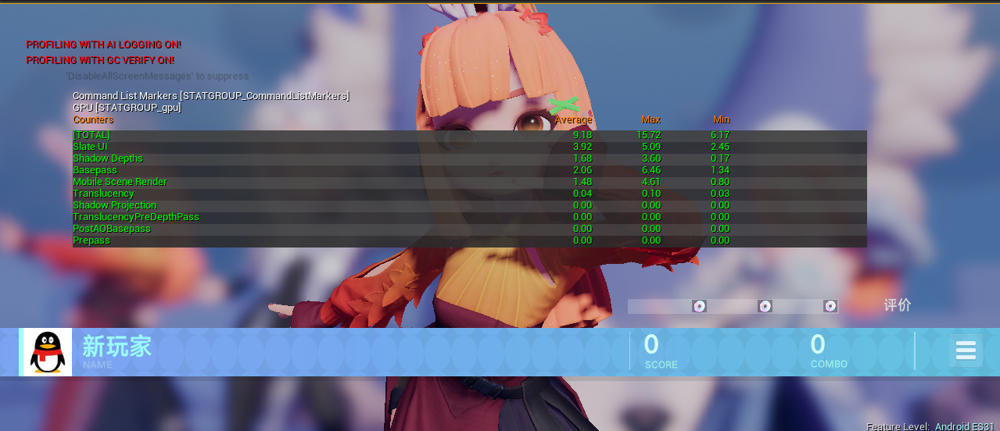 PROFILING WITH AI LOGGING ON!
PROFILING WITH GC VERIFY ON!
'DisableAllScreenMessages' to suppress
Command List Markers [STATGROUP_CommandListMarkers]
GPU [STATGROUP_gpu]
Counters Average Max Min
[TOTAL] 9.18 15.72 6.17
Slate UI 3.92 5.09 2.45
Shadow Depths 1.68 3.60 0.17
Basepass 2.06 6.46 1.34
Mobile Scene Render 1.48 4.61 0.80
Translucency 0.04 0.10 0.03
Shadow Projection 0.00 0.00 0.00
TranslucencyPreDepthPass 0.00 0.00 0.00
PostAOBasepass 0.00 0.00 0.00
Prepass 0.00 0.00 0.00
评价
新玩家 0 0
NAME SCORE COMBO
Feature Level: Android ES31